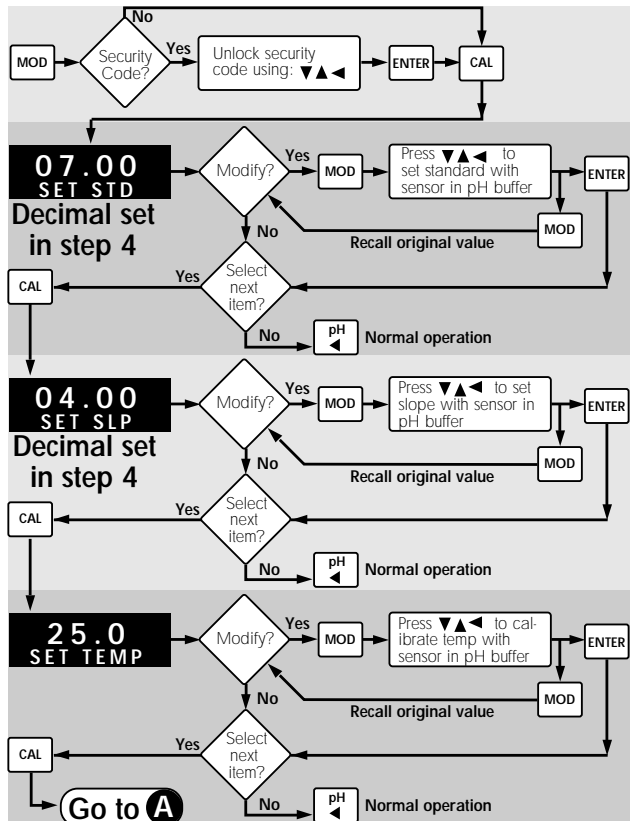 No
MOD
Security
Code?
Yes
Unlock security
code using: ▼▲◄
ENTER
CAL
07.00
SET STD
Decimal set
in step 4
Modify?
Yes
MOD
Press ▼▲◄ to
set standard with
sensor in pH buffer
ENTER
MOD
Recall original value
No
Select
next
item?
Yes
CAL
No
pH
◄
Normal operation
04.00
SET SLP
Decimal set
in step 4
Modify?
Yes
MOD
Press ▼▲◄ to set
slope with sensor in
pH buffer
ENTER
MOD
Recall original value
No
Select
next
item?
Yes
CAL
No
pH
◄
Normal operation
25.0
SET TEMP
Modify?
Yes
MOD
Press ▼▲◄ to cal-
ibrate temp with
sensor in pH buffer
ENTER
MOD
Recall original value
No
Select
next
item?
Yes
CAL
No
pH
◄
Normal operation
Go to A